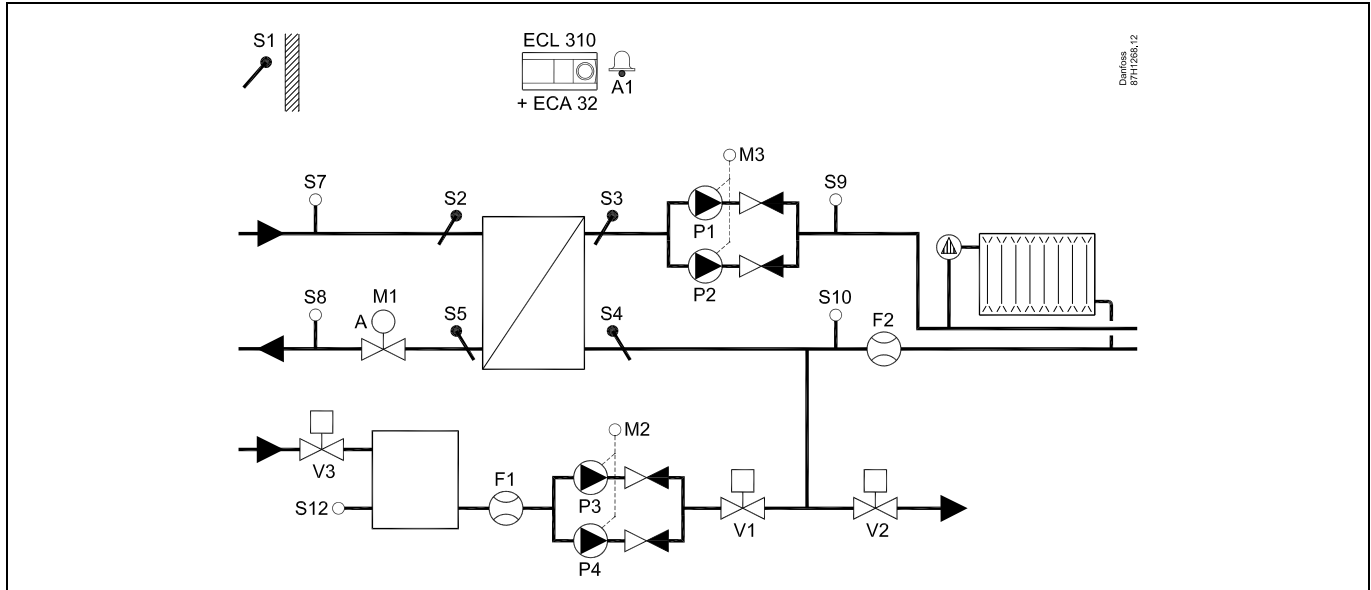 S1
ECL 310
A1
+ ECA 32
Danfoss
87H1268.12
M3
S7
S2
S3
S9
P1
P2
S8
M1
A
S5
S4
S10
F2
M2
V3
F1
P3
S12
V1
V2
P4